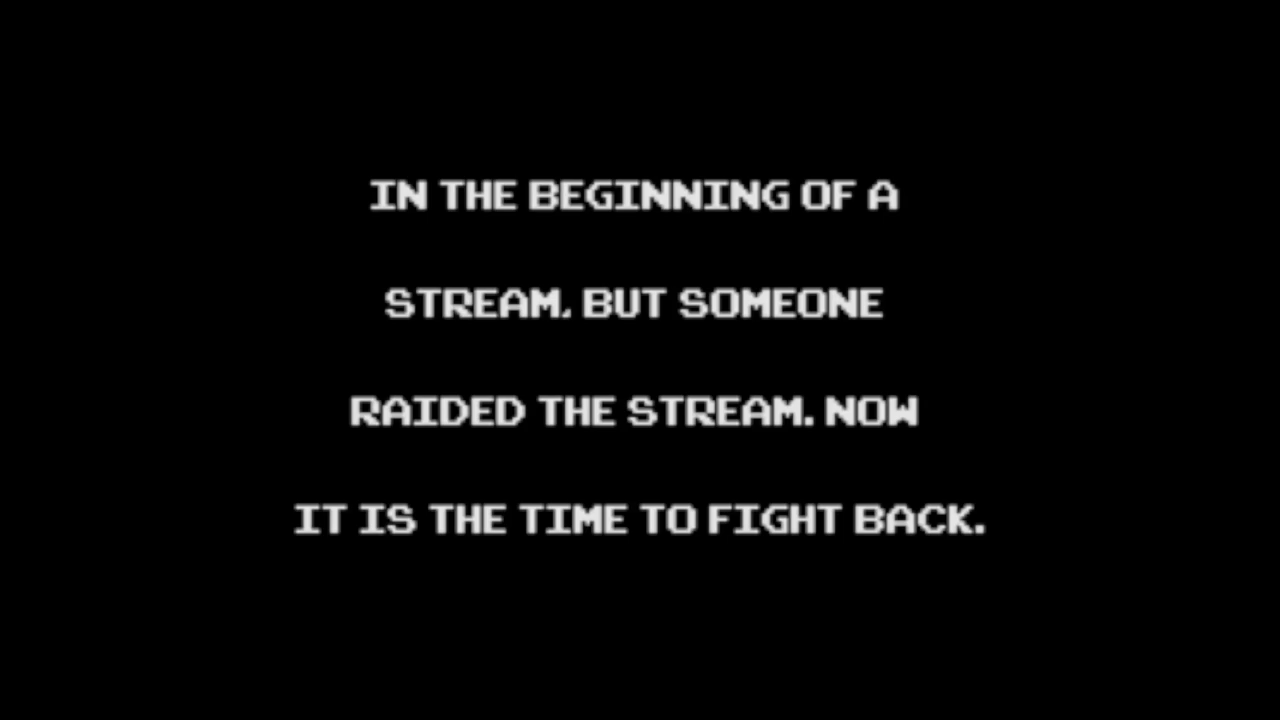 IN THE BEGINNING OF A
STREAM, BUT SOMEONE
RAIDED THE STREAM. NOW
IT IS THE TIME TO FIGHT BACK.